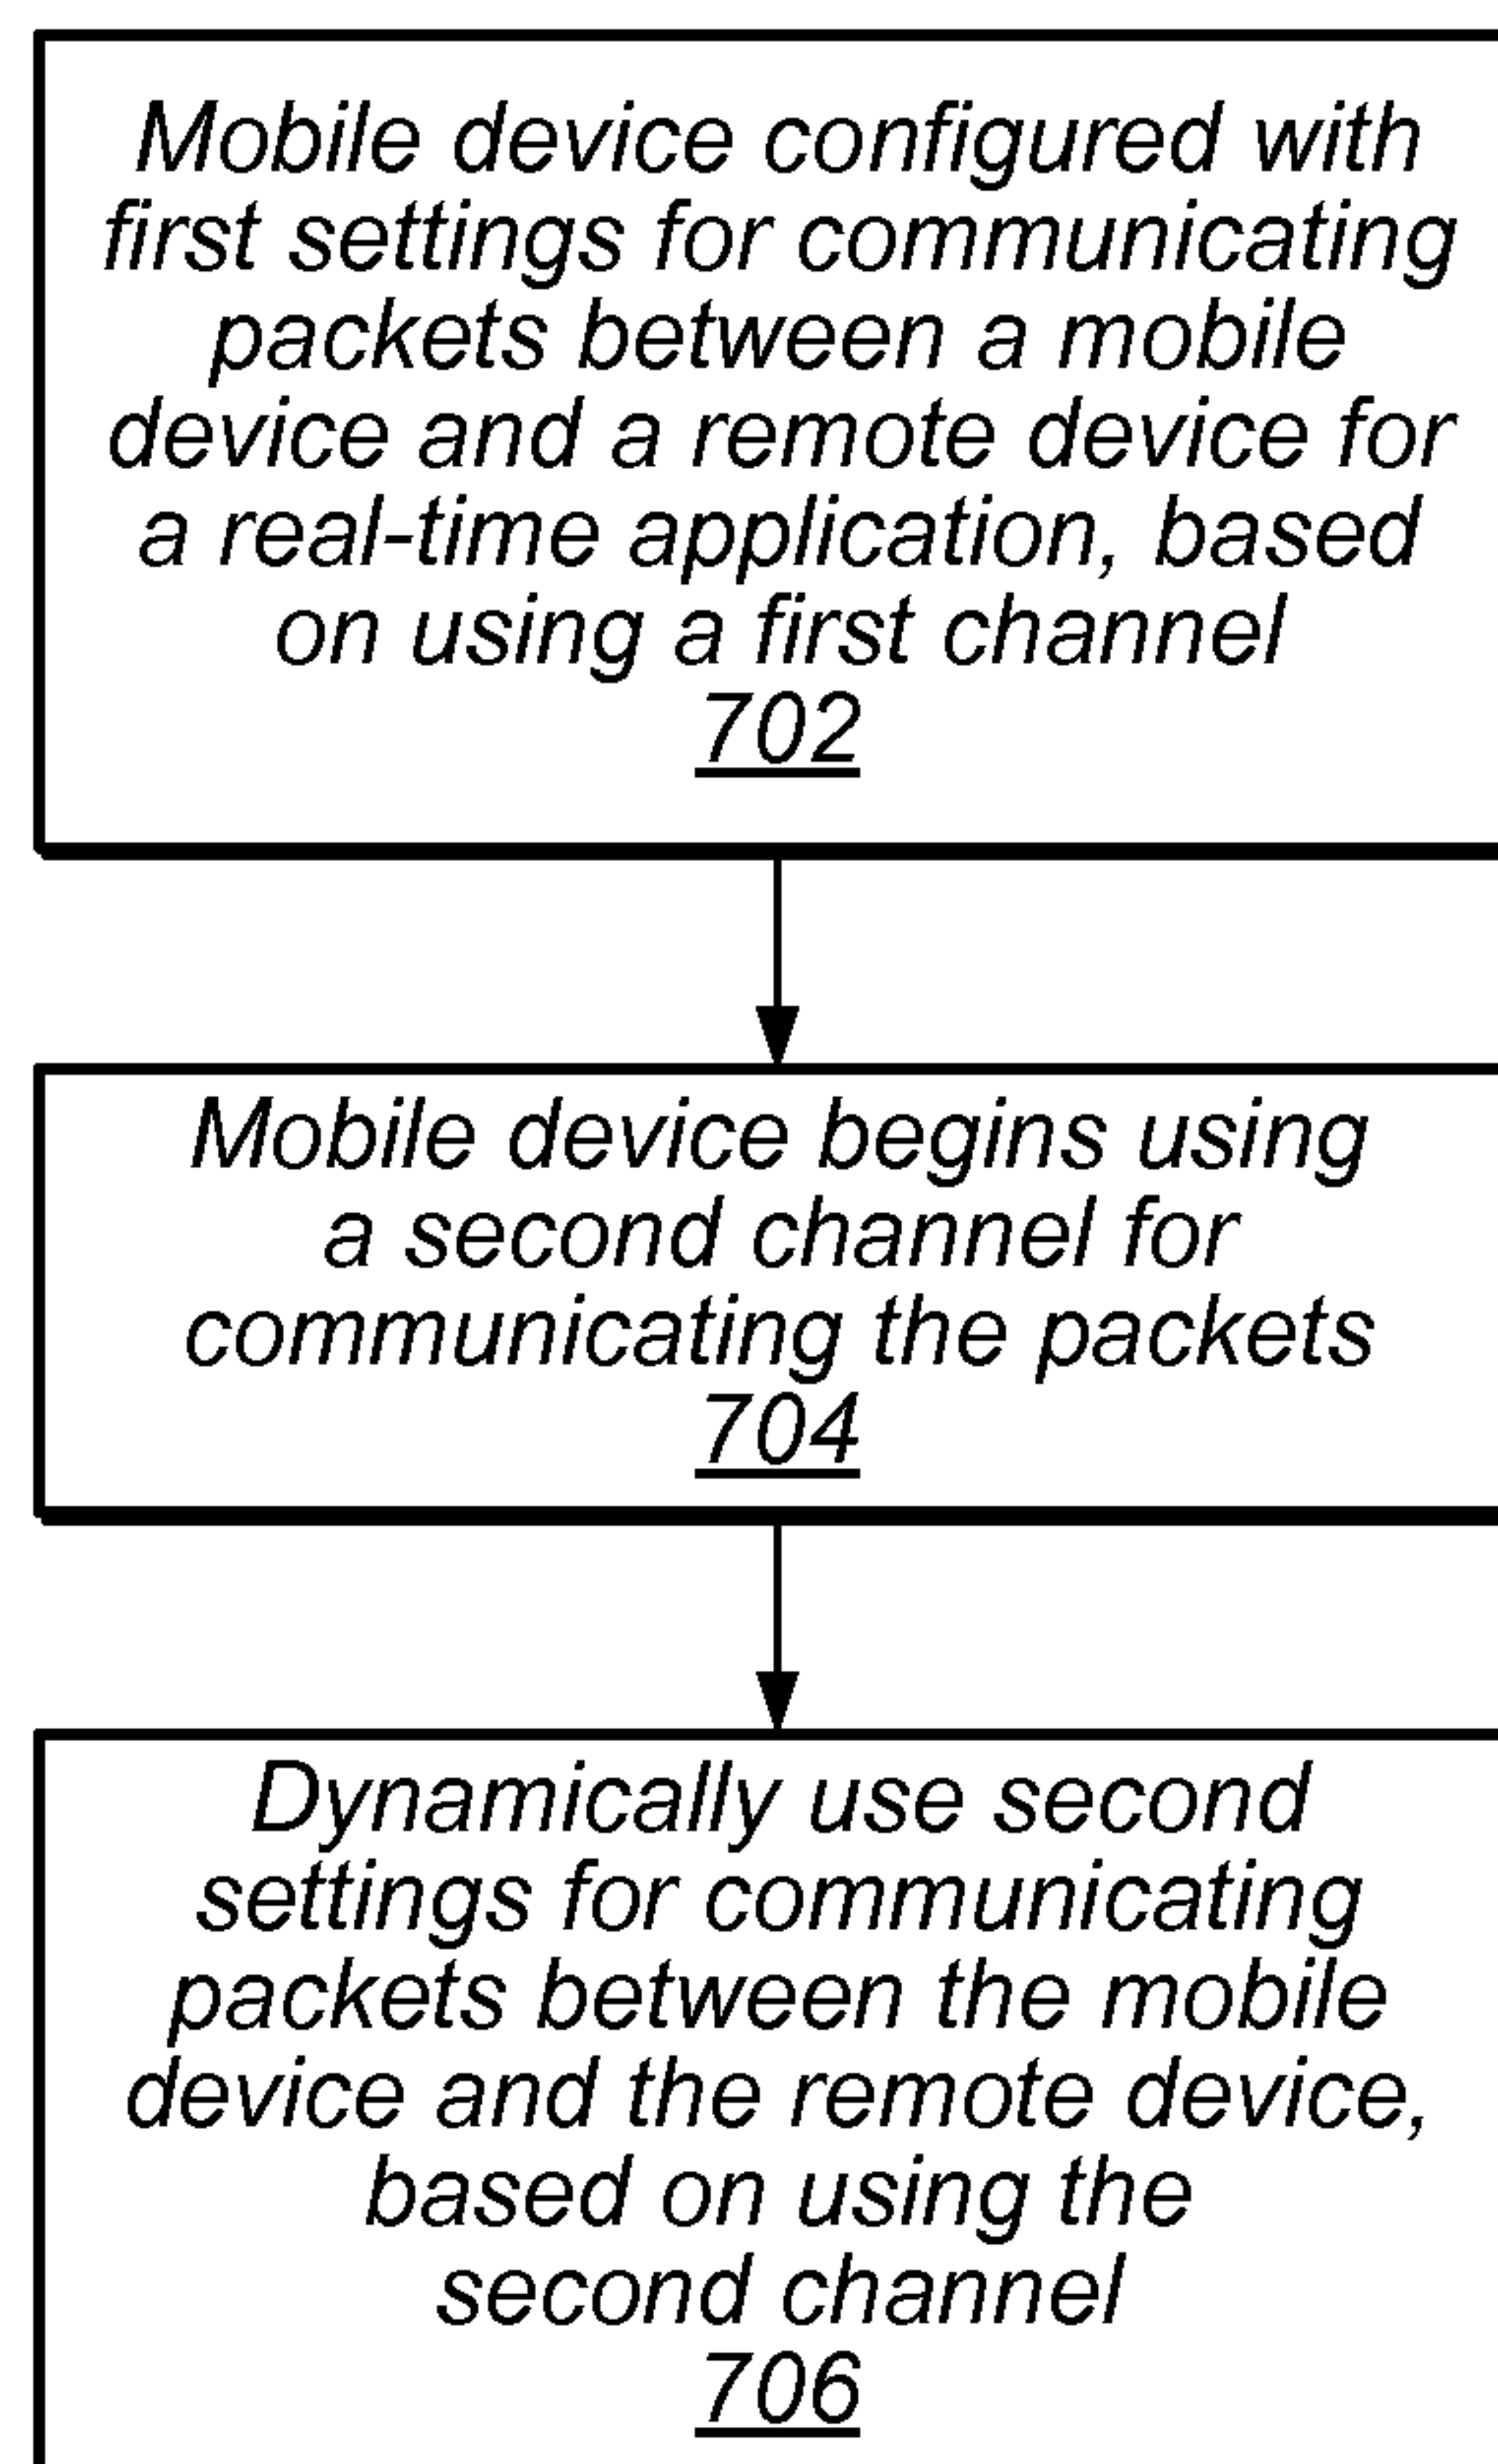 Mobile device configured with
first settings for communicating
packets between a mobile
device and a remote device for
a real-time application, based
on using a first channel
702
Mobile device begins using
a second channel for
communicating the packets
704
Dynamically use second
settings for communicating
packets between the mobile
device and the remote device,
based on using the
second channel
706